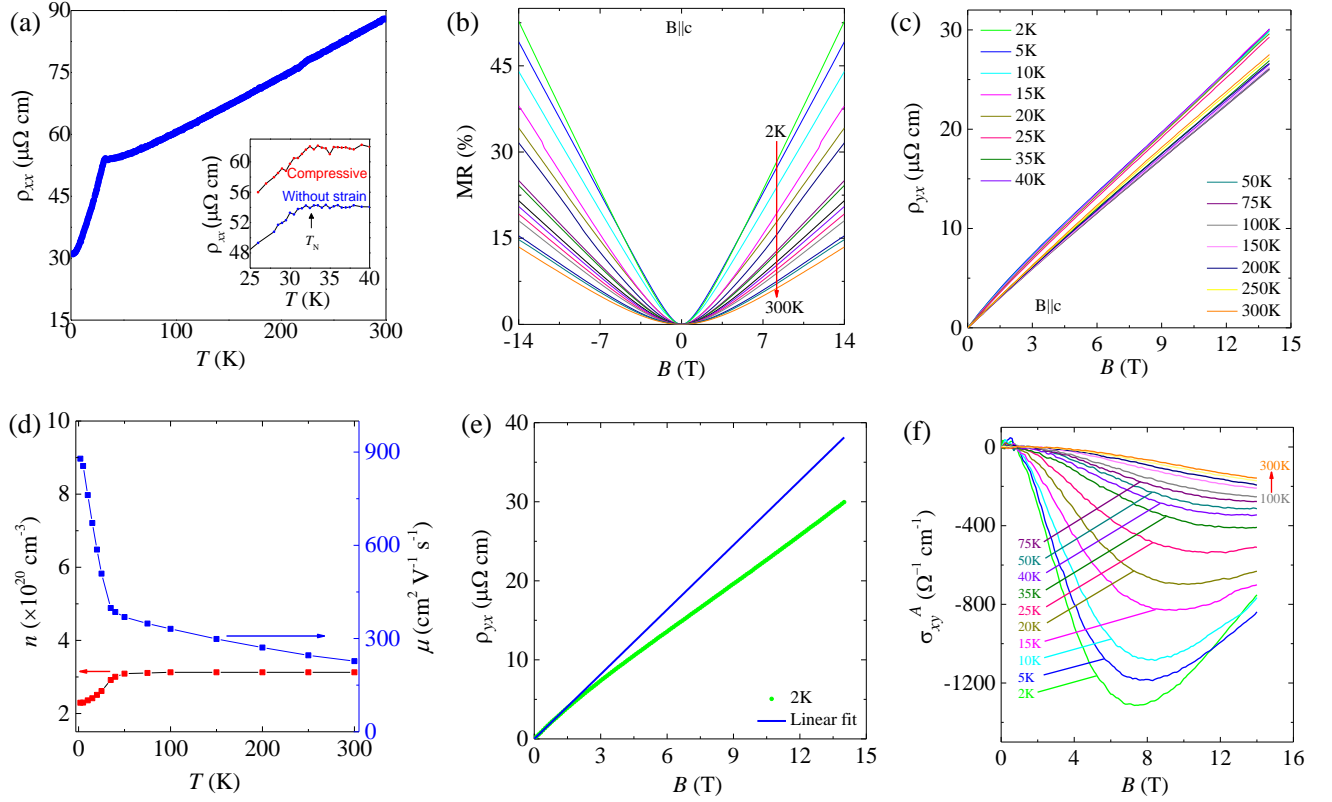 (a)
90
75
60
45
30
15
ρxx (μΩ cm)
0
100
200
300
T (K)
60
56
52
48
ρxx (μΩ cm)
Compressive
Without strain
TN
25
30
35
40
T (K)
(b)
B||c
45
30
15
0
MR (%)
2K
300K
-14
-7
0
7
14
B (T)
(c)
30
20
10
0
ρyx (μΩ cm)
2K
5K
10K
15K
20K
25K
35K
40K
50K
75K
100K
150K
200K
250K
300K
B||c
0
3
6
9
12
15
B (T)
(d)
10
8
6
4
2
n (×10²⁰ cm⁻³)
900
600
300
0
μ (cm² V⁻¹ s⁻¹)
0
50
100
150
200
250
300
T (K)
(e)
40
30
20
10
0
ρyx (μΩ cm)
2K
Linear fit
0
3
6
9
12
15
B (T)
(f)
0
-400
-800
-1200
σxyᴬ (Ω⁻¹ cm⁻¹)
300K
100K
75K
50K
40K
35K
25K
20K
15K
10K
5K
2K
0
4
8
12
16
B (T)